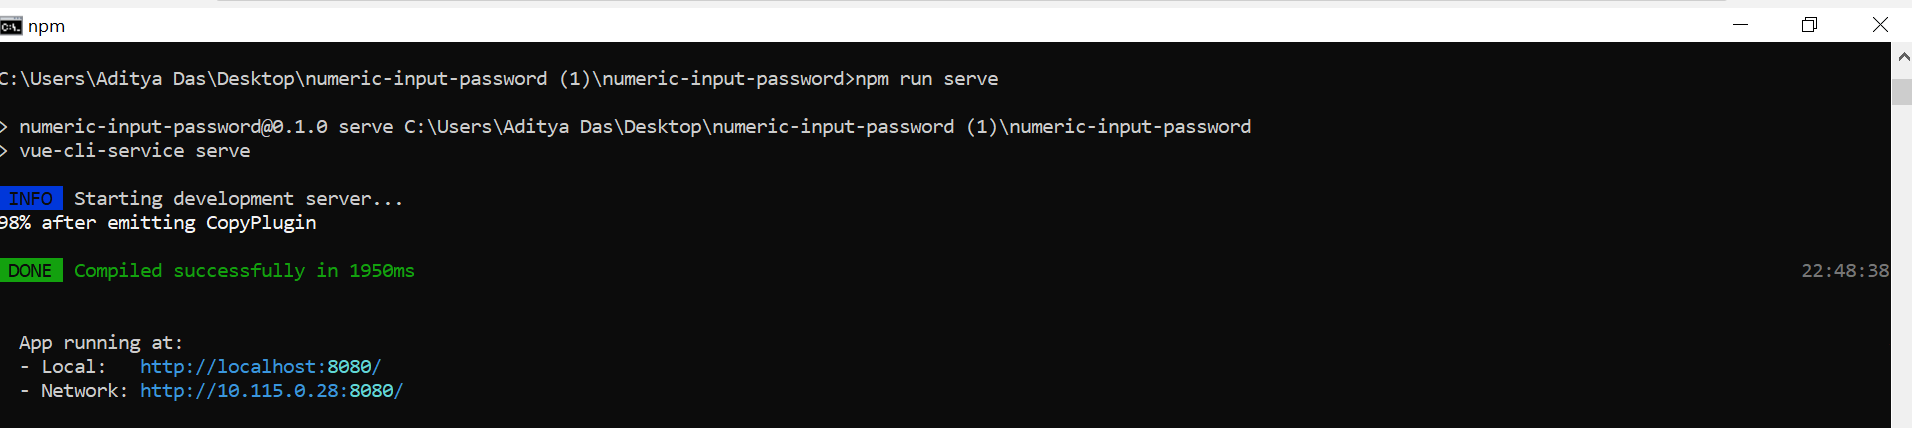 npm
C:\Users\Aditya Das\Desktop\numeric-input-password (1)\numeric-input-password>npm run serve
> numeric-input-password@0.1.0 serve C:\Users\Aditya Das\Desktop\numeric-input-password (1)\numeric-input-password
> vue-cli-service serve
INFO Starting development server...
98% after emitting CopyPlugin
DONE Compiled successfully in 1950ms 22:48:38
App running at:
- Local: http://localhost:8080/
- Network: http://10.115.0.28:8080/